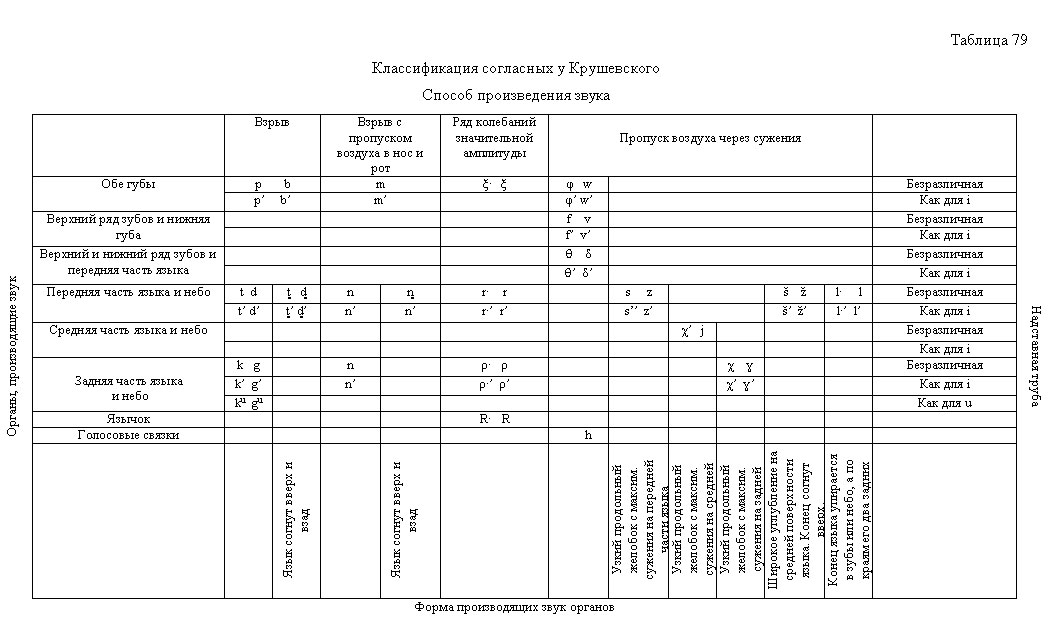 Таблица 79
Классификация согласных у Крушевского
Способ произведения звука
Взрыв
Взрыв с
пропуском
воздуха в нос и
рот
Ряд колебаний
значительной
амплитуды
Пропуск воздуха через сужения
Обе губы p b m ξ· ξ φ w Безразличная
p′ b′ m′ φ′ w′ Как для i
Верхний ряд зубов и нижняя f v Безразличная
губа f′ v′ Как для i
Верхний и нижний ряд зубов и θ δ Безразличная
передняя часть языка θ′ δ′ Как для i
Передняя часть языка и небо t d ṭ ḍ n ṇ r· r s z š ž l· l Безразличная
t′ d′ ṭ′ ḍ′ n′ n′ r·′ r′ s′′ z′ š′ ž′ l·′ l′ Как для i
Средняя часть языка и небо χ′ j Безразличная
Как для i
Задняя часть языка k g n ρ· ρ χ γ Безразличная
и небо k′ g′ n′ ρ·′ ρ′ χ′ γ′ Как для i
kᵘ gᵘ Как для u
Язычок R· R
Голосовые связки h
Язык согнут вверх и
взад
Язык согнут вверх и
взад
Узкий продольный
желобок с максим.
сужения на передней
части языка
Узкий продольный
желобок с максим.
сужения на средней
Узкий продольный
желобок с максим.
сужения на задней
Широкое углубление на
средней поверхности
языка. Конец согнут
вверх.
Конец языка упирается
в зубы или небо, а по
краям его два задних
Форма производящих звук органов
Органы, производящие звук
Надставная труба